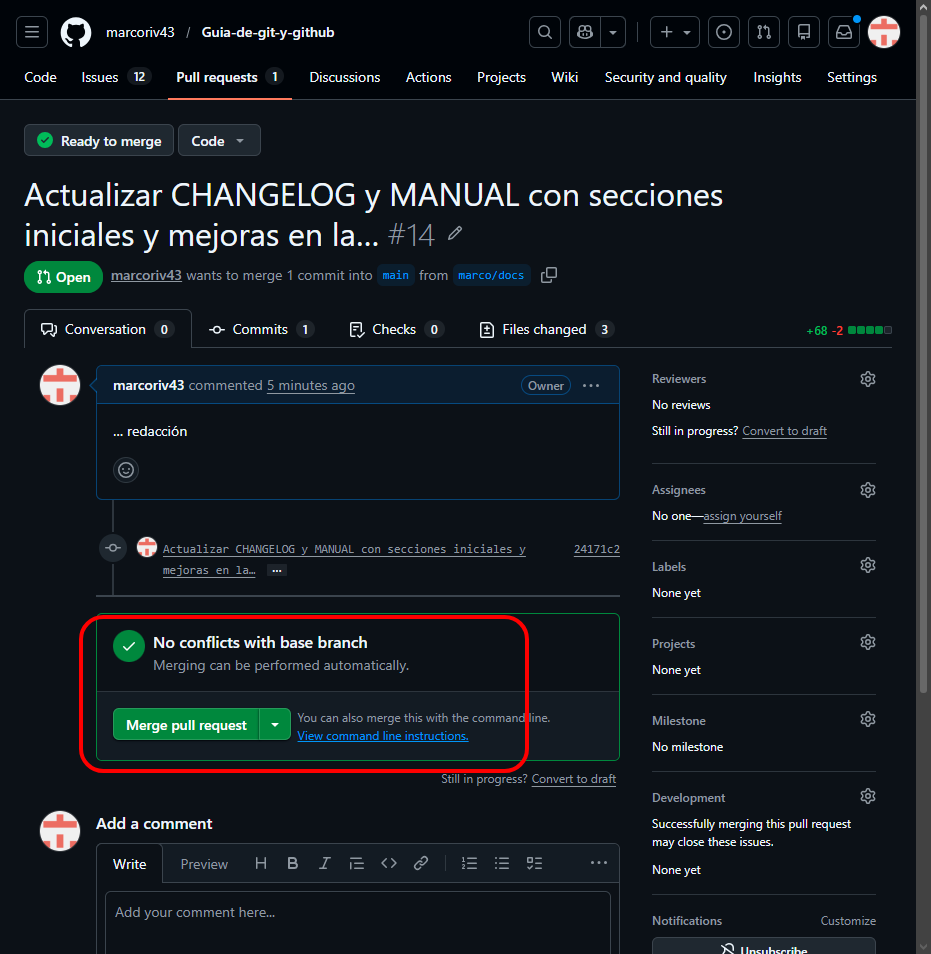 marcoriv43 / Guia-de-git-y-github
Code Issues 12 Pull requests 1 Discussions Actions Projects Wiki Security and quality Insights Settings
Ready to merge Code
Actualizar CHANGELOG y MANUAL con secciones
iniciales y mejoras en la... #14
Open marcoriv43 wants to merge 1 commit into main from marco/docs
Conversation 0 Commits 1 Checks 0 Files changed 3 +68 -2
marcoriv43 commented 5 minutes ago Owner
... redacción
Actualizar CHANGELOG y MANUAL con secciones iniciales y 24171c2
mejoras en la… …
No conflicts with base branch
Merging can be performed automatically.
Merge pull request
You can also merge this with the command line.
View command line instructions.
Still in progress? Convert to draft
Add a comment
Write Preview H B I
Add your comment here...
Reviewers
No reviews
Still in progress? Convert to draft
Assignees
No one—assign yourself
Labels
None yet
Projects
None yet
Milestone
No milestone
Development
Successfully merging this pull request
may close these issues.
None yet
Notifications Customize
Unsubscribe